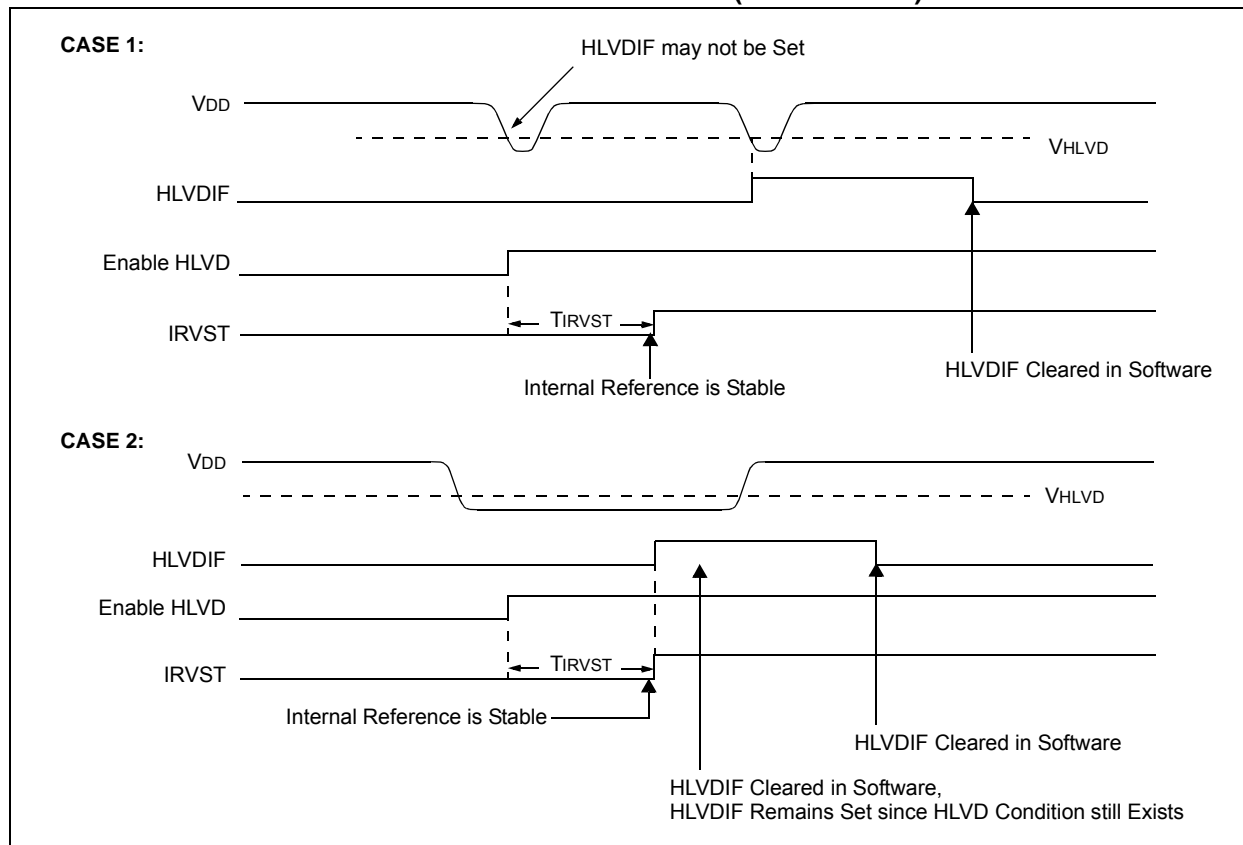 CASE 1:
HLVDIF may not be Set
VDD
VHLVD
HLVDIF
Enable HLVD
TIRVST
IRVST
Internal Reference is Stable
HLVDIF Cleared in Software
CASE 2:
VDD
VHLVD
HLVDIF
Enable HLVD
TIRVST
IRVST
Internal Reference is Stable
HLVDIF Cleared in Software
HLVDIF Cleared in Software,
HLVDIF Remains Set since HLVD Condition still Exists